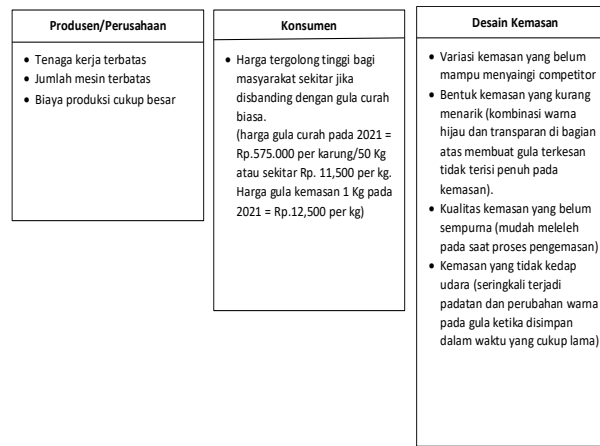 Produsen/Perusahaan
• Tenaga kerja terbatas
• Jumlah mesin terbatas
• Biaya produksi cukup besar
Konsumen
• Harga tergolong tinggi bagi
masyarakat sekitar jika
disbanding dengan gula curah
biasa.
(harga gula curah pada 2021 =
Rp.575.000 per karung/50 Kg
atau sekitar Rp. 11,500 per kg.
Harga gula kemasan 1 Kg pada
2021 = Rp.12,500 per kg)
Desain Kemasan
• Variasi kemasan yang belum
mampu menyaingi competitor
• Bentuk kemasan yang kurang
menarik (kombinasi warna
hijau dan transparan di bagian
atas membuat gula terkesan
tidak terisi penuh pada
kemasan).
• Kualitas kemasan yang belum
sempurna (mudah meleleh
pada saat proses pengemasan)
• Kemasan yang tidak kedap
udara (seringkali terjadi
padatan dan perubahan warna
pada gula ketika disimpan
dalam waktu yang cukup lama)